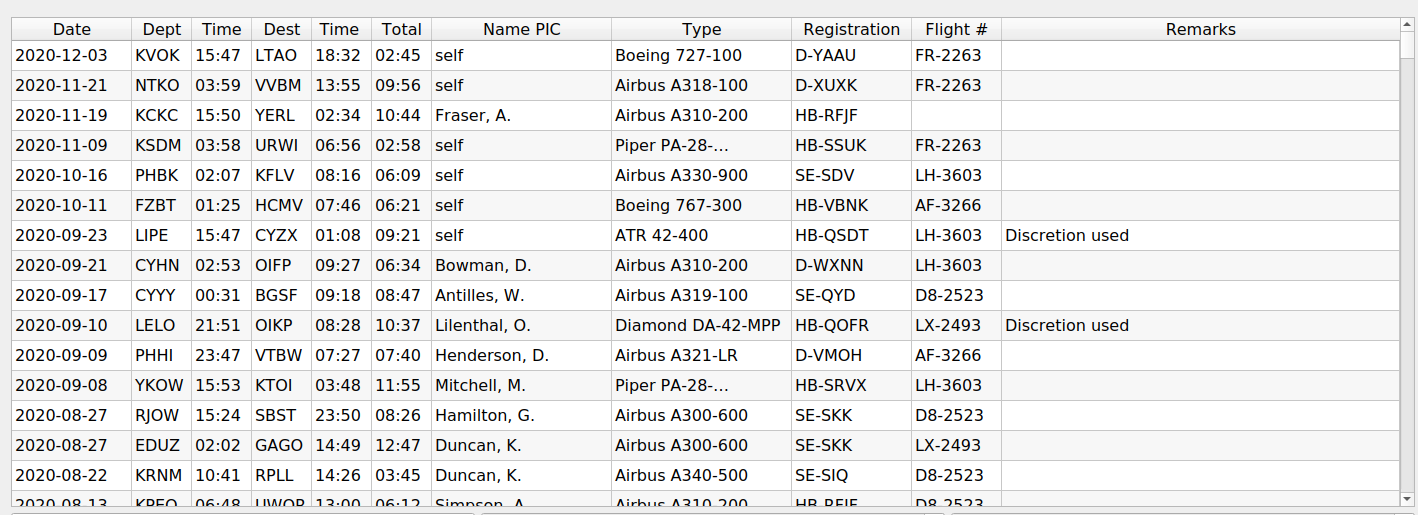 Date Dept Time Dest Time Total Name PIC Type Registration Flight # Remarks
2020-12-03 KVOK 15:47 LTAO 18:32 02:45 self Boeing 727-100 D-YAAU FR-2263
2020-11-21 NTKO 03:59 VVBM 13:55 09:56 self Airbus A318-100 D-XUXK FR-2263
2020-11-19 KCKC 15:50 YERL 02:34 10:44 Fraser, A. Airbus A310-200 HB-RFJF
2020-11-09 KSDM 03:58 URWI 06:56 02:58 self Piper PA-28-... HB-SSUK FR-2263
2020-10-16 PHBK 02:07 KFLV 08:16 06:09 self Airbus A330-900 SE-SDV LH-3603
2020-10-11 FZBT 01:25 HCMV 07:46 06:21 self Boeing 767-300 HB-VBNK AF-3266
2020-09-23 LIPE 15:47 CYZX 01:08 09:21 self ATR 42-400 HB-QSDT LH-3603 Discretion used
2020-09-21 CYHN 02:53 OIFP 09:27 06:34 Bowman, D. Airbus A310-200 D-WXNN LH-3603
2020-09-17 CYYY 00:31 BGSF 09:18 08:47 Antilles, W. Airbus A319-100 SE-QYD D8-2523
2020-09-10 LELO 21:51 OIKP 08:28 10:37 Lilenthal, O. Diamond DA-42-MPP HB-QOFR LX-2493 Discretion used
2020-09-09 PHHI 23:47 VTBW 07:27 07:40 Henderson, D. Airbus A321-LR D-VMOH AF-3266
2020-09-08 YKOW 15:53 KTOI 03:48 11:55 Mitchell, M. Piper PA-28-... HB-SRVX LH-3603
2020-08-27 RJOW 15:24 SBST 23:50 08:26 Hamilton, G. Airbus A300-600 SE-SKK D8-2523
2020-08-27 EDUZ 02:02 GAGO 14:49 12:47 Duncan, K. Airbus A300-600 SE-SKK LX-2493
2020-08-22 KRNM 10:41 RPLL 14:26 03:45 Duncan, K. Airbus A340-500 SE-SIQ D8-2523
2020-08-13 06:48 13:00 06:12 Simpson, A. Airbus A310-200 D8-2523